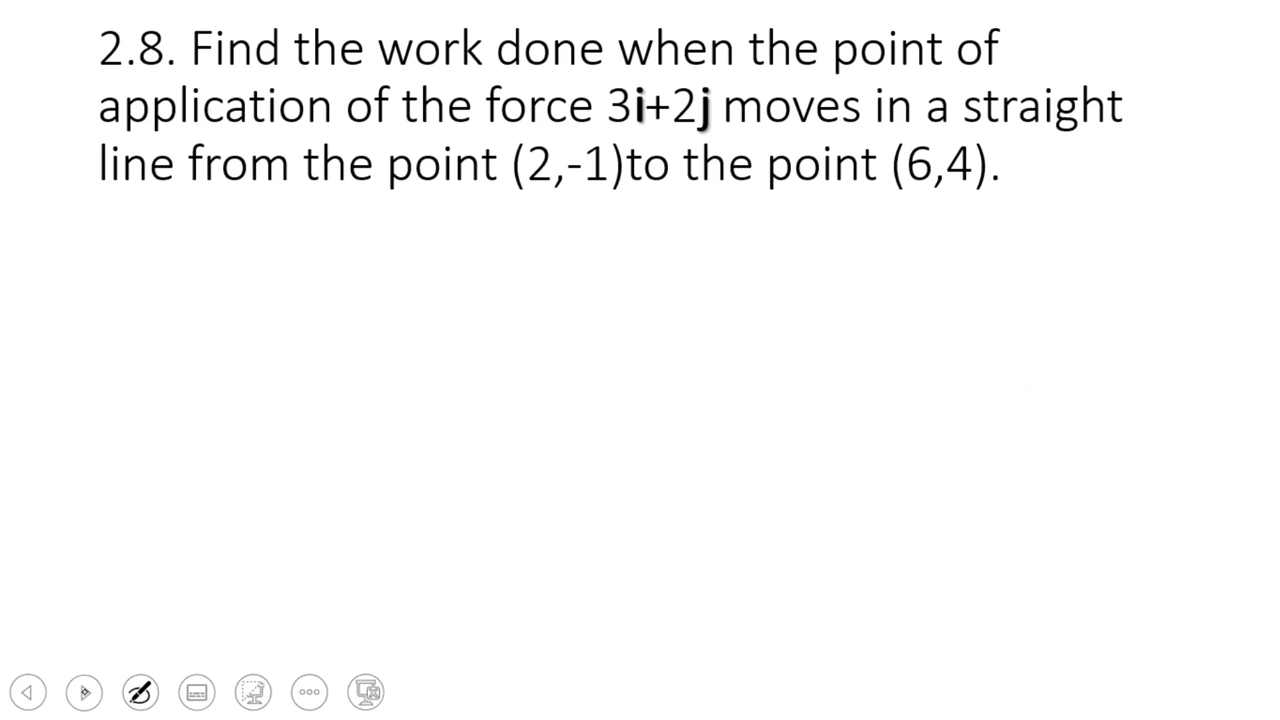 2.8. Find the work done when the point of
application of the force 3i+2j moves in a straight
line from the point (2,-1)to the point (6,4).